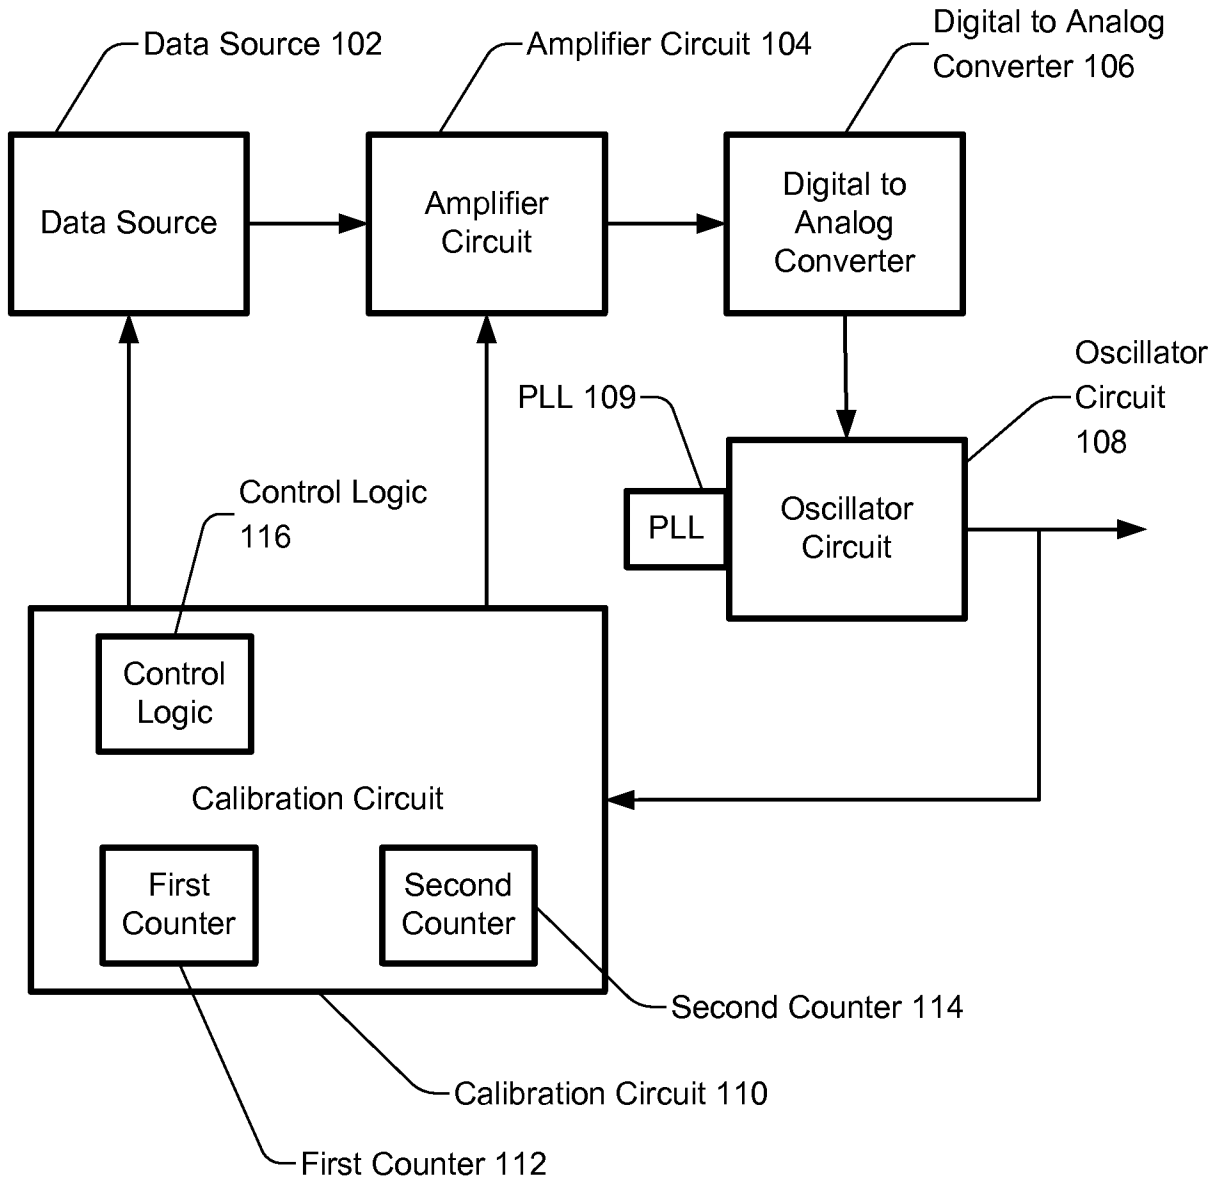 Data Source 102
Amplifier Circuit 104
Digital to Analog
Converter 106
Data Source
Amplifier
Circuit
Digital to
Analog
Converter
Oscillator
Circuit
108
PLL 109
Control Logic
116
PLL
Oscillator
Circuit
Control
Logic
Calibration Circuit
First
Counter
Second
Counter
Second Counter 114
Calibration Circuit 110
First Counter 112